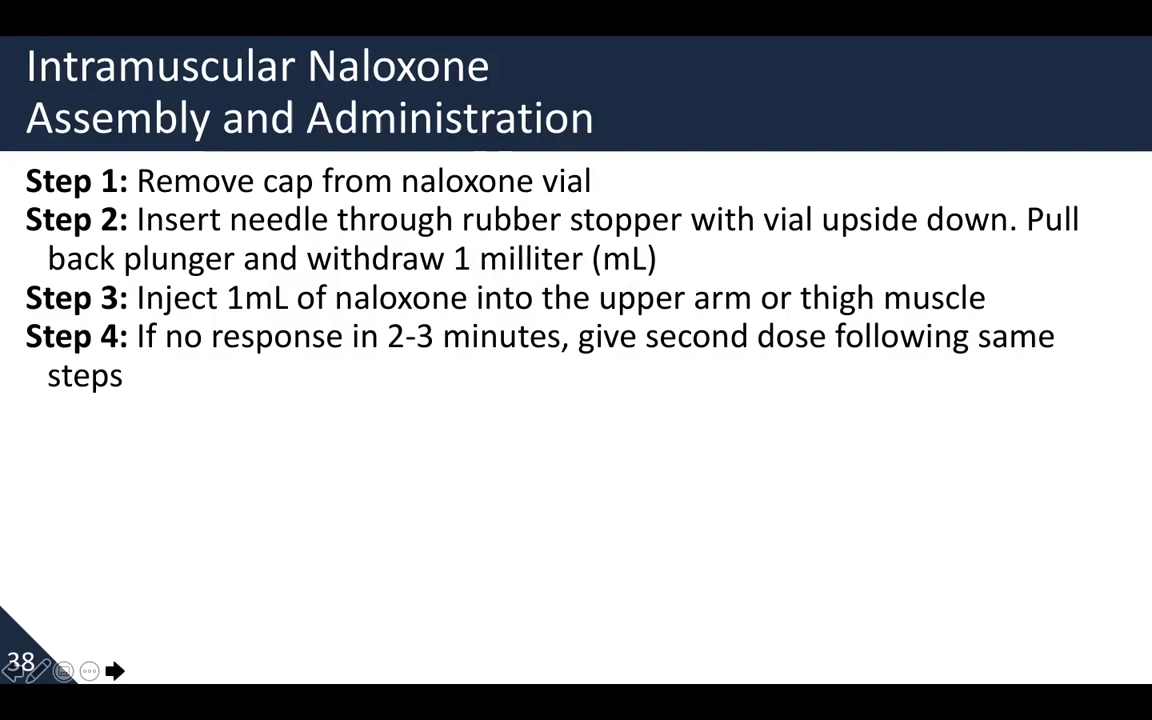 Intramuscular Naloxone
Assembly and Administration
Step 1: Remove cap from naloxone vial
Step 2: Insert needle through rubber stopper with vial upside down. Pull
back plunger and withdraw 1 milliter (mL)
Step 3: Inject 1mL of naloxone into the upper arm or thigh muscle
Step 4: If no response in 2-3 minutes, give second dose following same
steps
38